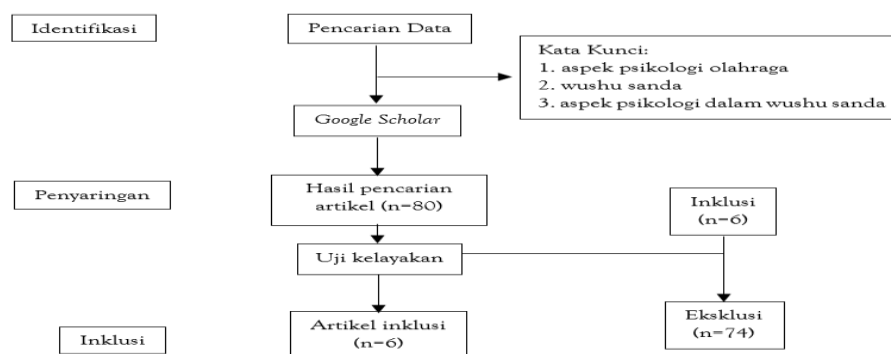 Identifikasi
Pencarian Data
Kata Kunci:
1. aspek psikologi olahraga
2. wushu sanda
3. aspek psikologi dalam wushu sanda
Google Scholar
Penyaringan
Hasil pencarian
artikel (n=80)
Inklusi
(n=6)
Uji kelayakan
Inklusi
Artikel inklusi
(n=6)
Eksklusi
(n=74)